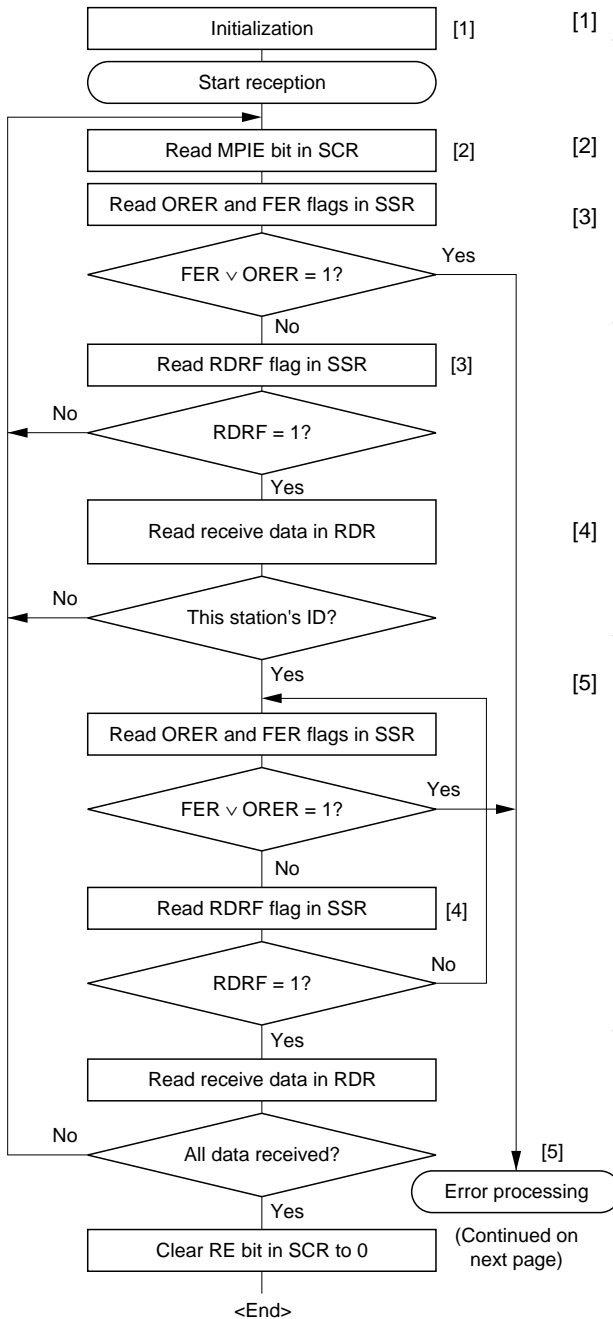 Initialization
[1]
[1]
Start reception
Read MPIE bit in SCR
[2]
[2]
Read ORER and FER flags in SSR
[3]
Yes
FER ∨ ORER = 1?
No
Read RDRF flag in SSR
[3]
No
RDRF = 1?
Yes
Read receive data in RDR
[4]
No
This station's ID?
Yes
[5]
Read ORER and FER flags in SSR
FER ∨ ORER = 1?
Yes
No
Read RDRF flag in SSR
[4]
RDRF = 1?
No
Yes
Read receive data in RDR
No
All data received?
[5]
Error processing
Yes
(Continued on
next page)
Clear RE bit in SCR to 0
<End>